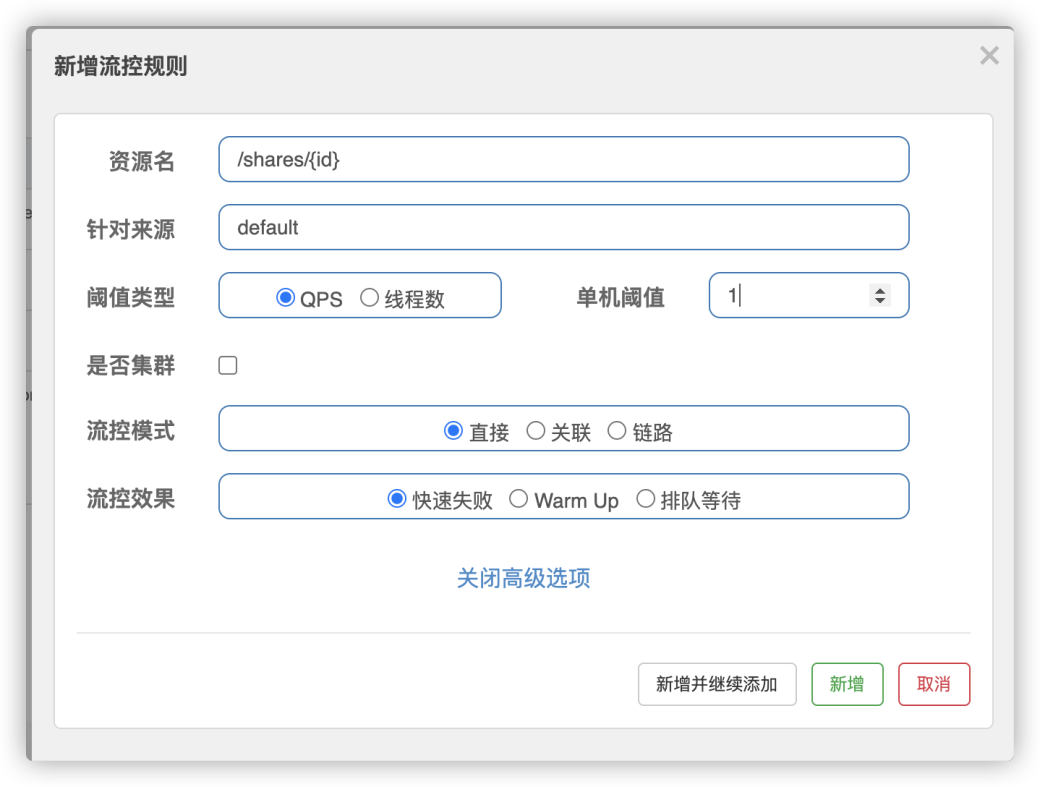 新增流控规则
资源名 /shares/{id}
针对来源 default
阈值类型 QPS 线程数 单机阈值 1
是否集群
流控模式 直接 关联 链路
流控效果 快速失败 Warm Up 排队等待
关闭高级选项
新增并继续添加 新增 取消